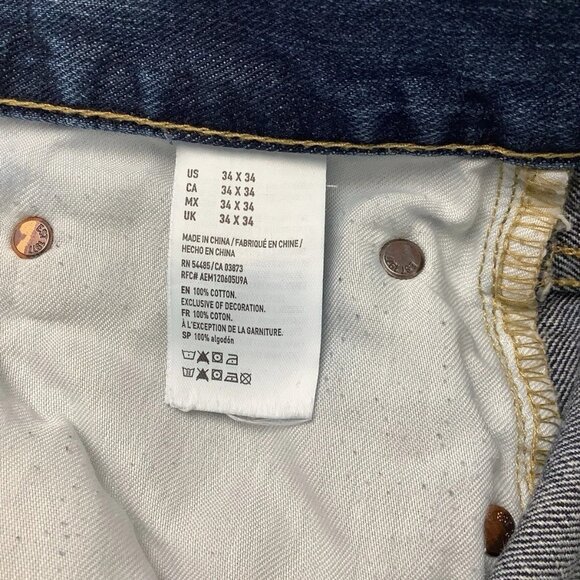 US 34 X 34
CA 34 X 34
MX 34 X 34
UK 34 X 34
MADE IN CHINA / FABRIQUÉ EN CHINE /
HECHO EN CHINA
RN 54485 / CA 03873
RFC# AEM120605U9A
EN 100% COTTON.
EXCLUSIVE OF DECORATION.
FR 100% COTON.
À L'EXCEPTION DE LA GARNITURE.
SP 100% algodón